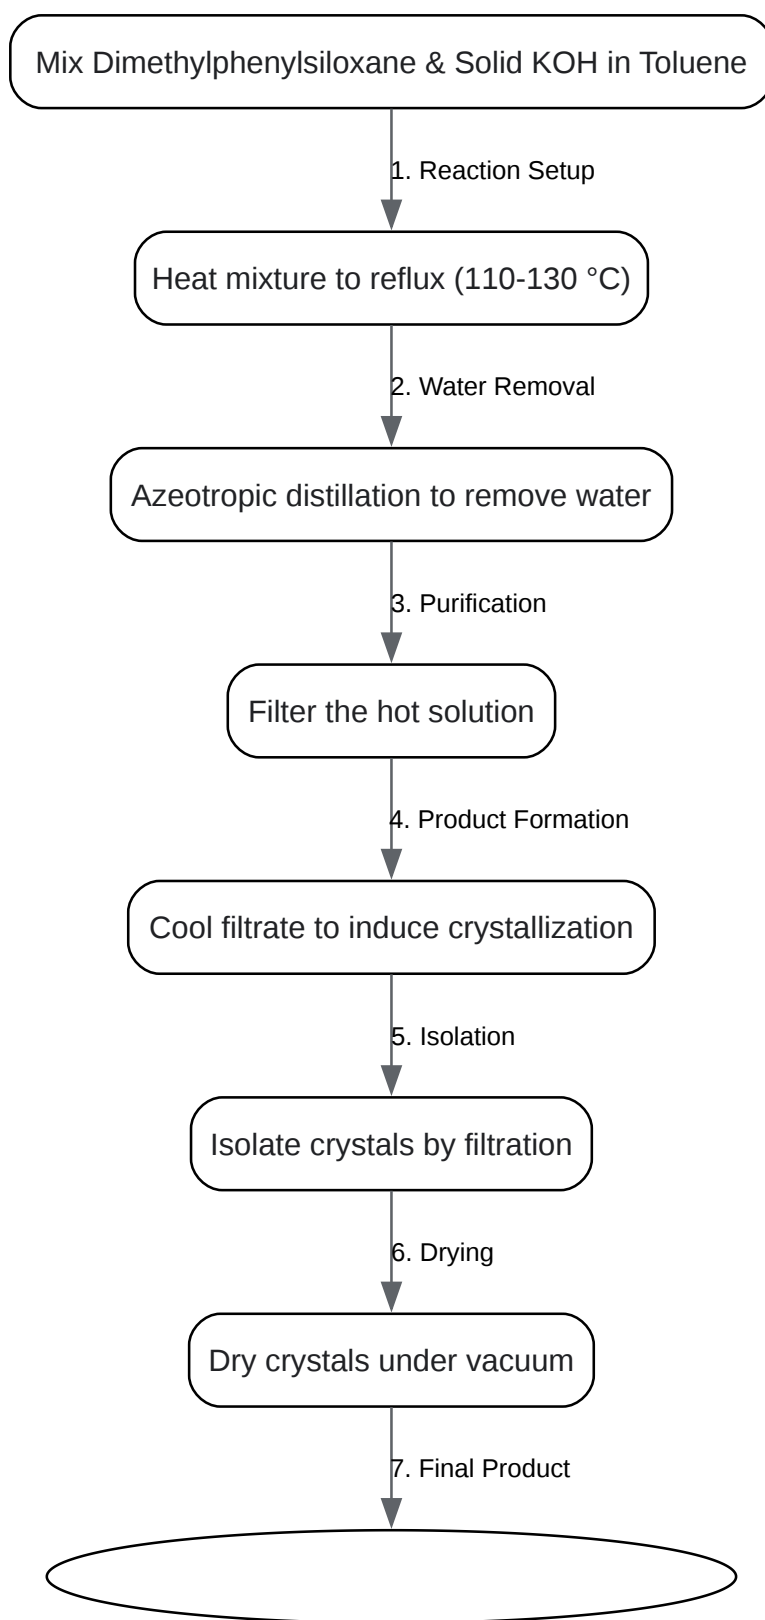 Mix Dimethylphenylsiloxane & Solid KOH in Toluene
1. Reaction Setup
Heat mixture to reflux (110-130 °C)
2. Water Removal
Azeotropic distillation to remove water
3. Purification
Filter the hot solution
4. Product Formation
Cool filtrate to induce crystallization
5. Isolation
Isolate crystals by filtration
6. Drying
Dry crystals under vacuum
7. Final Product